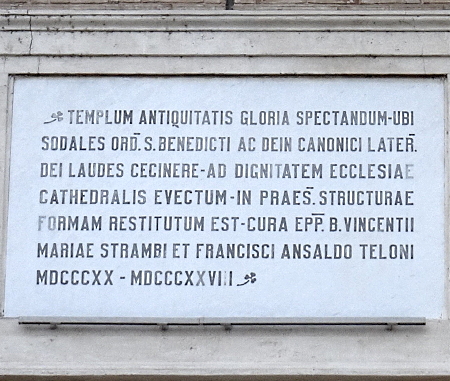 TEMPLUM ANTIQUITATIS GLORIA SPECTANDUM-UBI
SODALES ORD. S. BENEDICTI AC DEIN CANONICI LATER.
DEI LAUDES CECINERE-AD DIGNITATEM ECCLESIAE
CATHEDRALIS EVECTUM-IN PRAES. STRUCTURAE
FORMAM RESTITUTUM EST-CURA EPP. B. VINCENTII
MARIAE STRAMBI ET FRANCISCI ANSALDO TELONI
MDCCCXX - MDCCCXXVIII